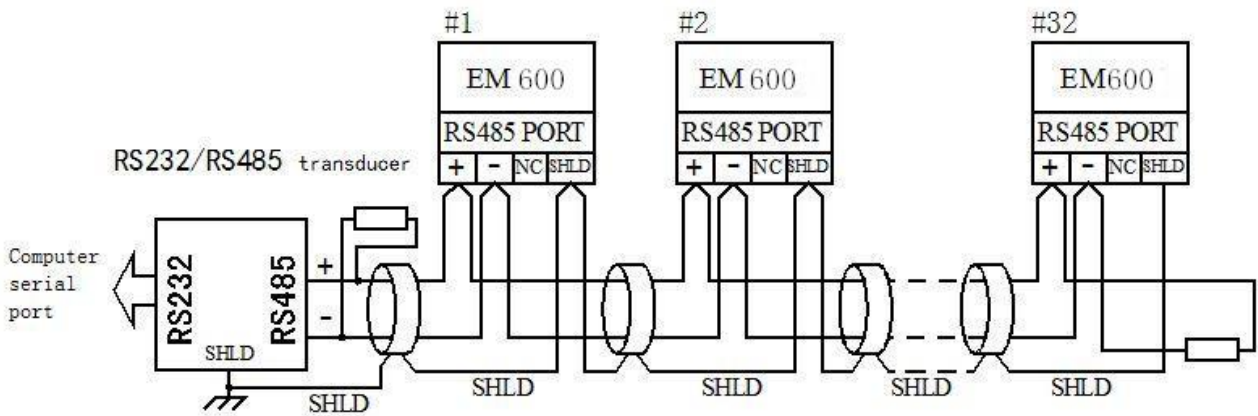 #1
#2
#32
EM 600
EM 600
EM600
RS485 PORT
RS485 PORT
RS485 PORT
+ - NC SHLD
+ - NC SHLD
+ - NC SHLD
RS232/RS485 transducer
Computer
serial
port
RS232
RS485
+
-
SHLD
SHLD
SHLD
SHLD
SHLD